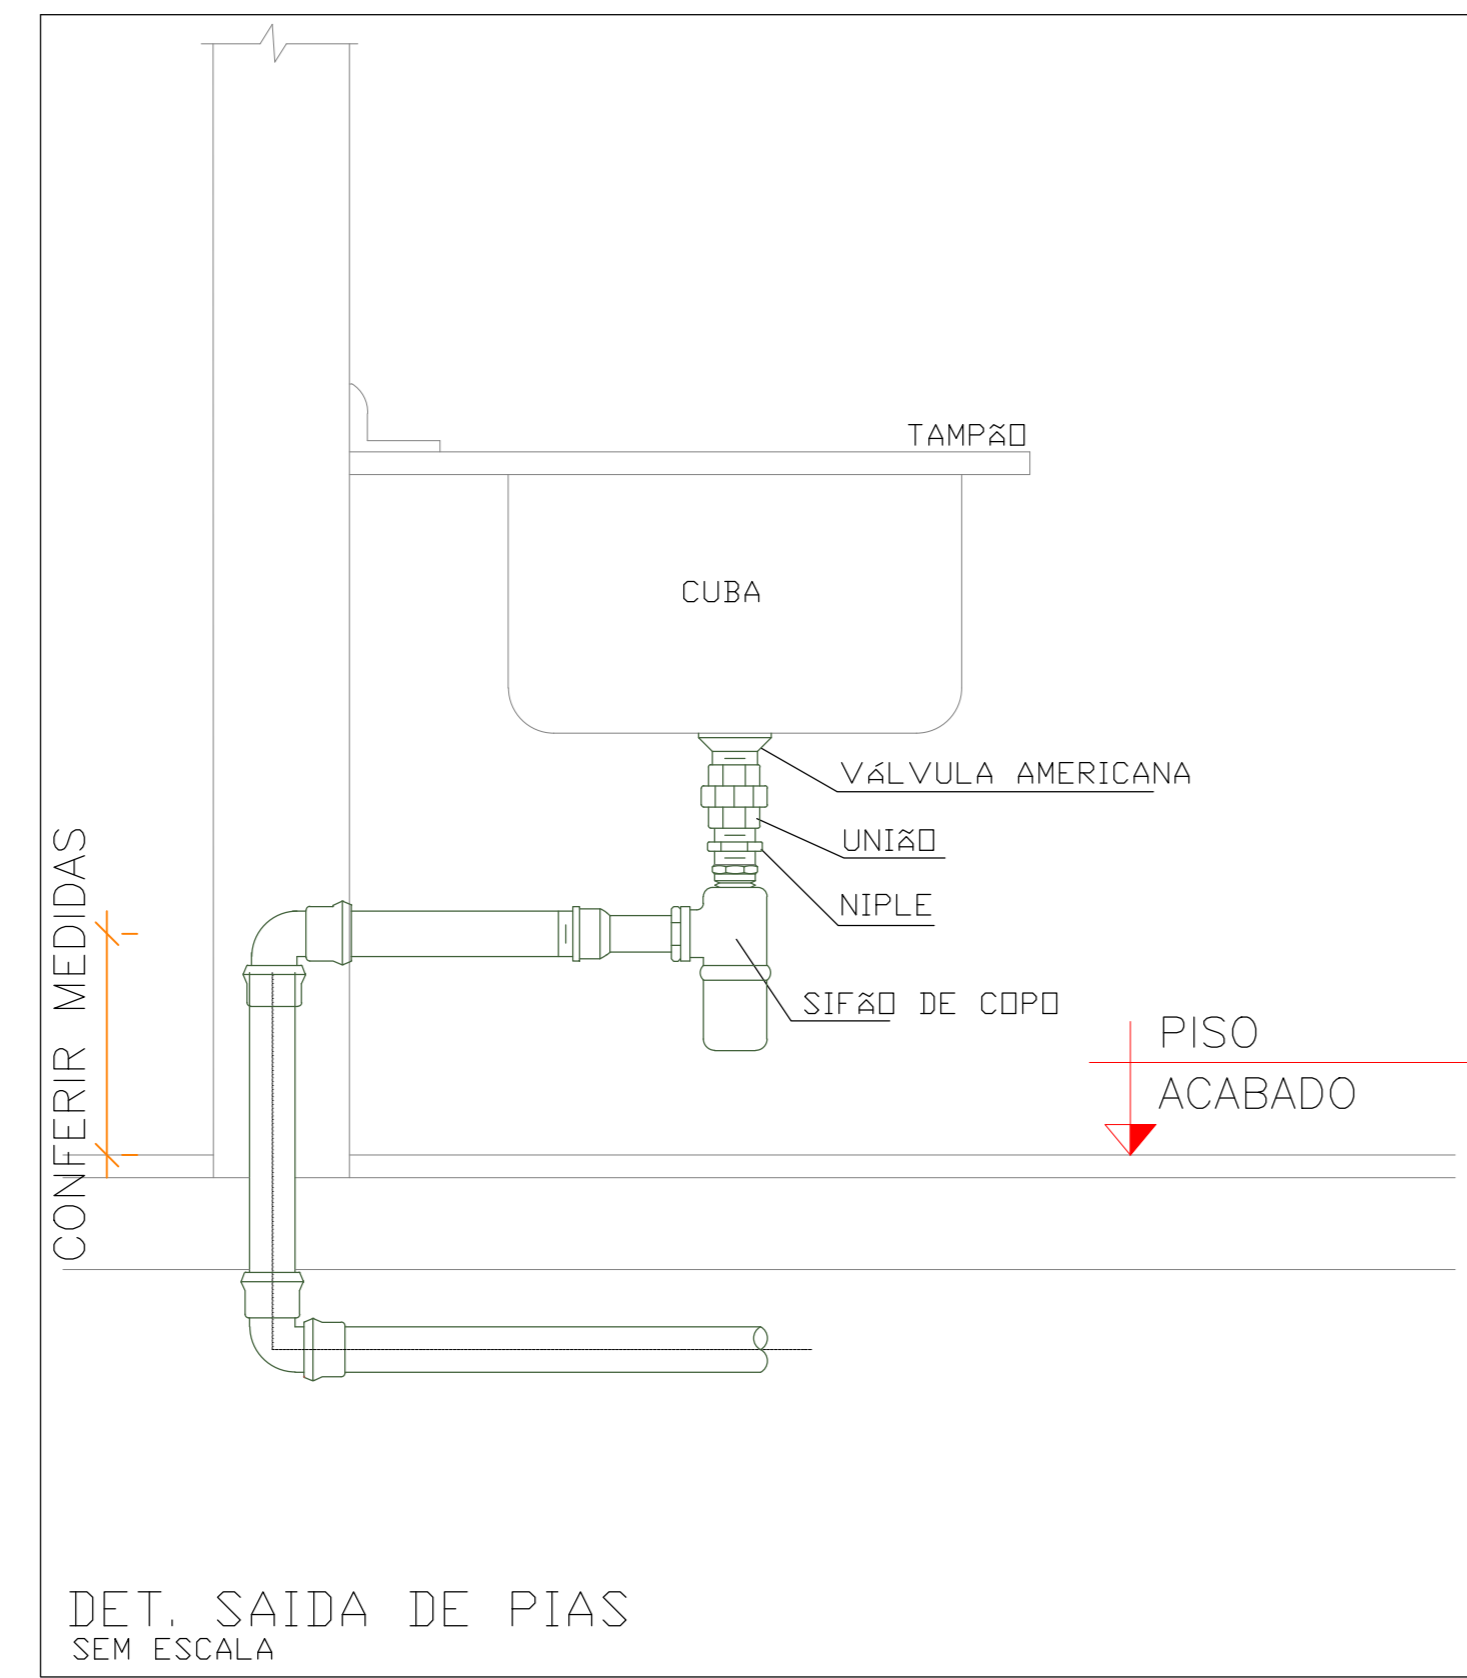 TAMPÃO
CUBA
VáLVULA AMERICANA
UNIÃO
NIPLE
SIFÃO DE COPO
CONFERIR MEDIDAS
PISO
ACABADO
DET. SAIDA DE PIAS
SEM ESCALA